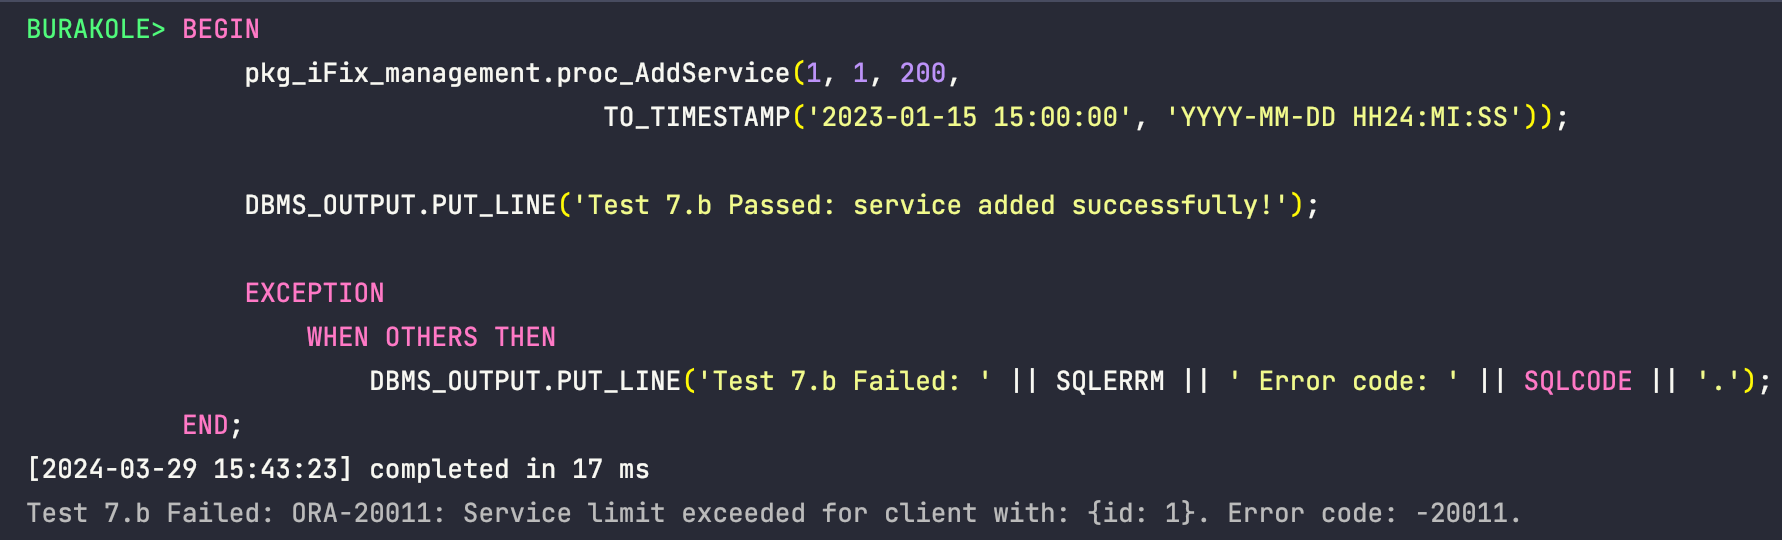 BURAKOLE> BEGIN
pkg_iFix_management.proc_AddService(1, 1, 200,
TO_TIMESTAMP('2023-01-15 15:00:00', 'YYYY-MM-DD HH24:MI:SS'));
DBMS_OUTPUT.PUT_LINE('Test 7.b Passed: service added successfully!');
EXCEPTION
WHEN OTHERS THEN
DBMS_OUTPUT.PUT_LINE('Test 7.b Failed: ' || SQLERRM || ' Error code: ' || SQLCODE || '.');
END;
[2024-03-29 15:43:23] completed in 17 ms
Test 7.b Failed: ORA-20011: Service limit exceeded for client with: {id: 1}. Error code: -20011.